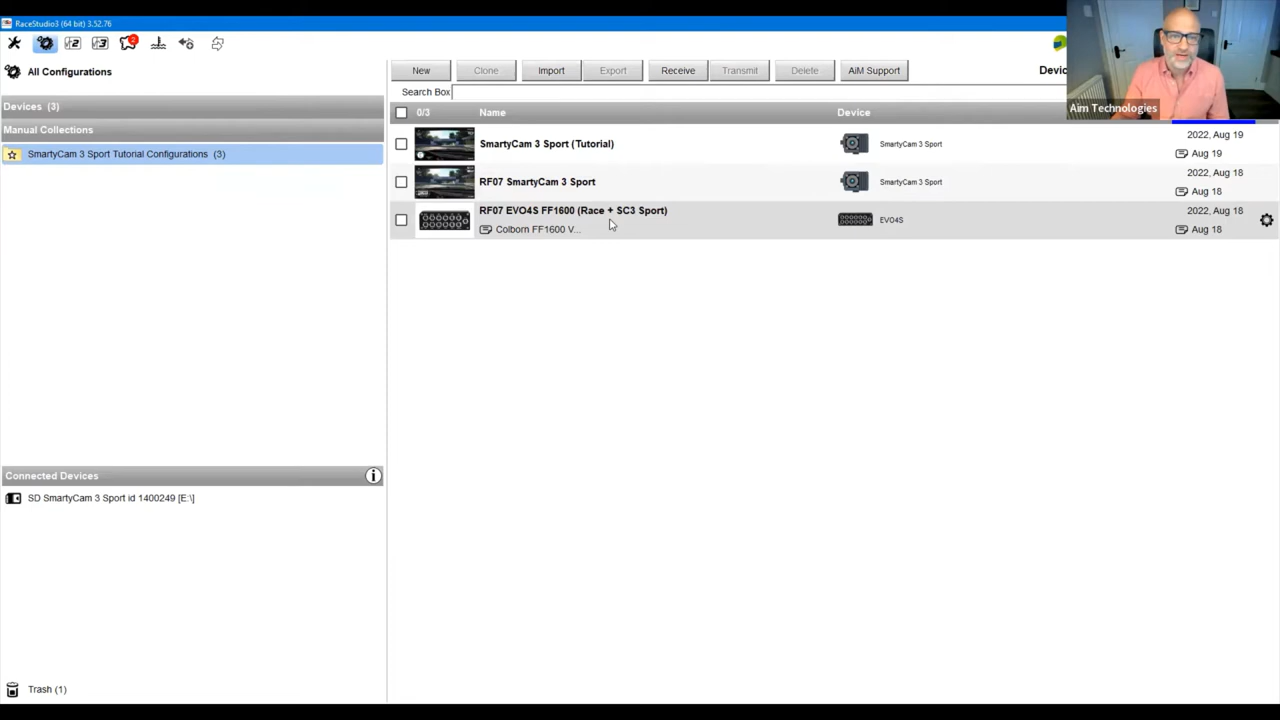 RaceStudio3 (64 bit) 3.52.76
2
3
2
All Configurations
New
Clone
Import
Export
Receive
Transmit
Delete
AiM Support
Devic
Search Box
Aim Technologies
Devices (3)
0/3
Name
Device
Manual Collections
SmartyCam 3 Sport Tutorial Configurations (3)
SmartyCam 3 Sport (Tutorial)
SmartyCam 3 Sport
2022, Aug 19
Aug 19
RF07 SmartyCam 3 Sport
SmartyCam 3 Sport
2022, Aug 18
Aug 18
RF07 EVO4S FF1600 (Race + SC3 Sport)
Colborn FF1600 V...
EVO4S
2022, Aug 18
Aug 18
Connected Devices
SD SmartyCam 3 Sport id 1400249 [E:\]
Trash (1)